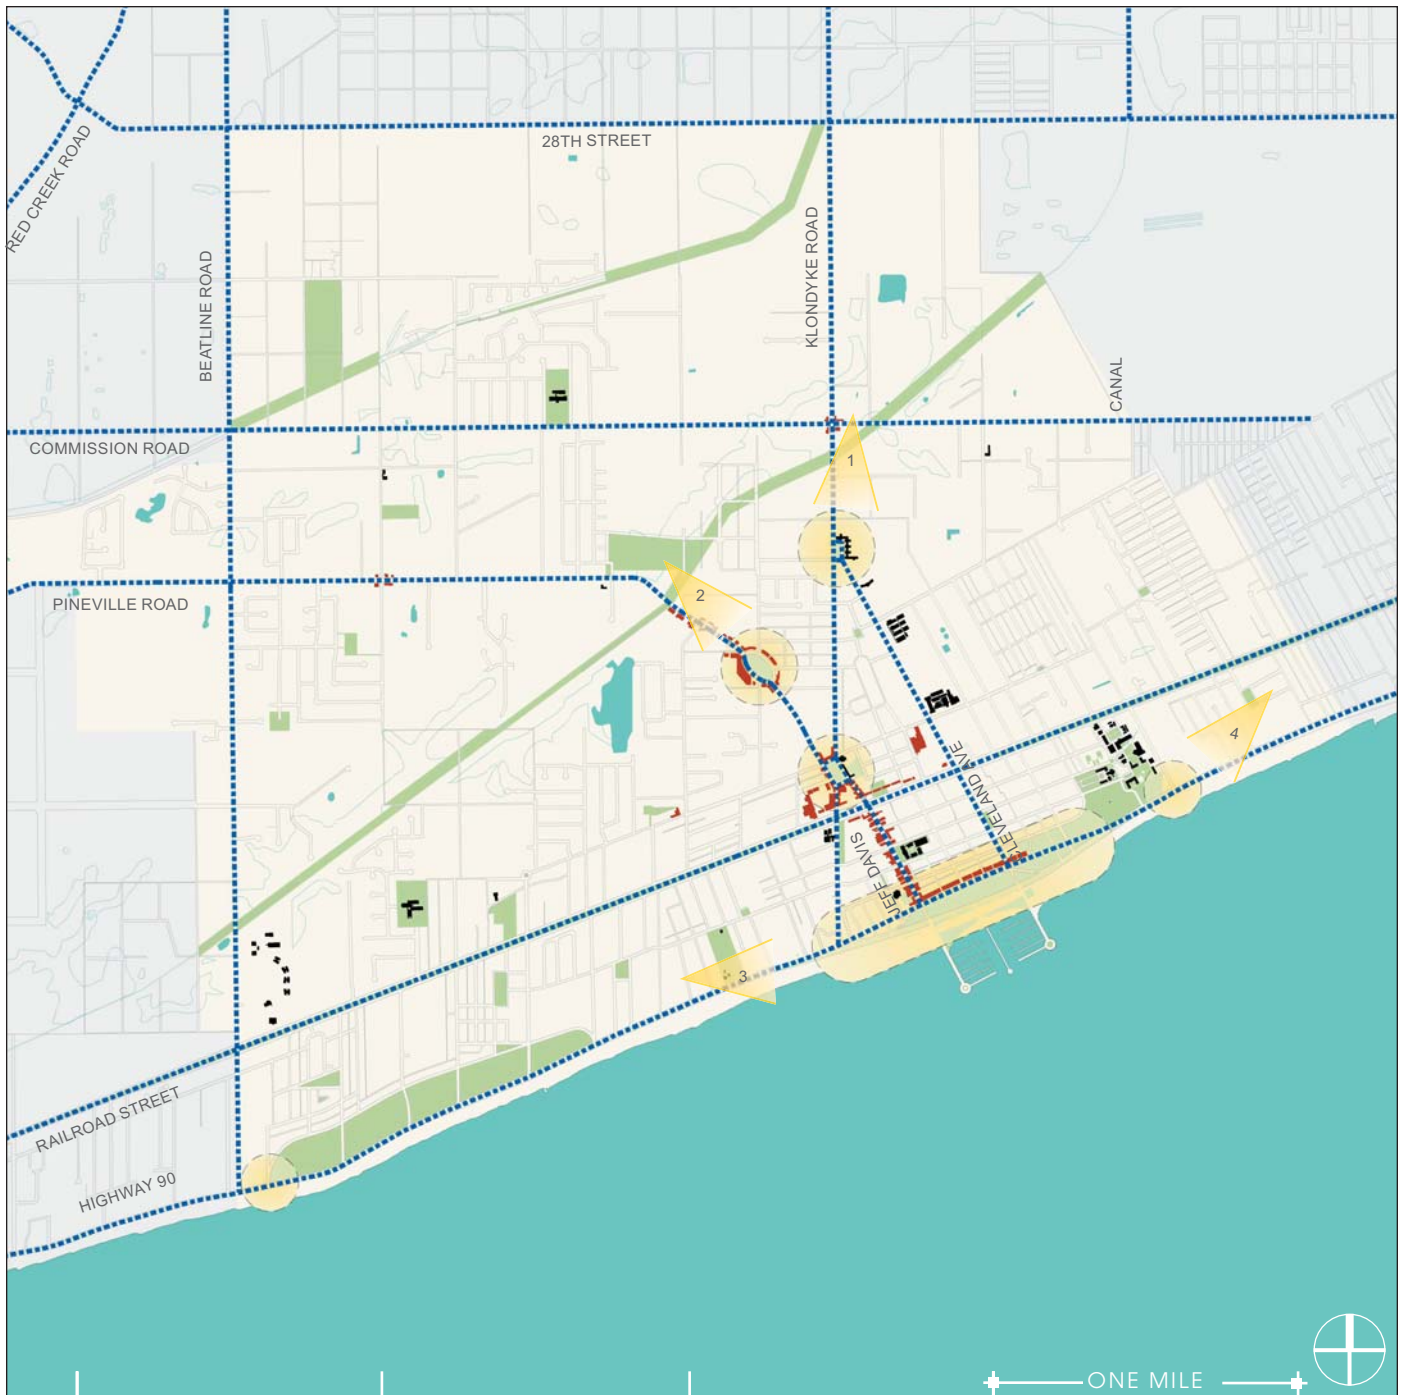 28TH STREET
RED CREEK ROAD
BEATLINE ROAD
KLONDYKE ROAD
CANAL
COMMISSION ROAD
1
2
PINEVILLE ROAD
4
CLEVELAND AVE
JEFF DAVIS
3
RAILROAD STREET
HIGHWAY 90
ONE MILE